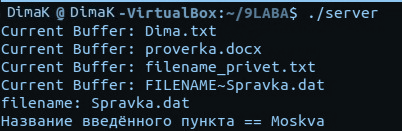 DimaK@DimaK-VirtualBox:~/9LABA$ ./server
Current Buffer: Dima.txt
Current Buffer: proverka.docx
Current Buffer: filename_privet.txt
Current Buffer: FILENAME~Spravka.dat
filename: Spravka.dat
Название введённого пункта == Moskva